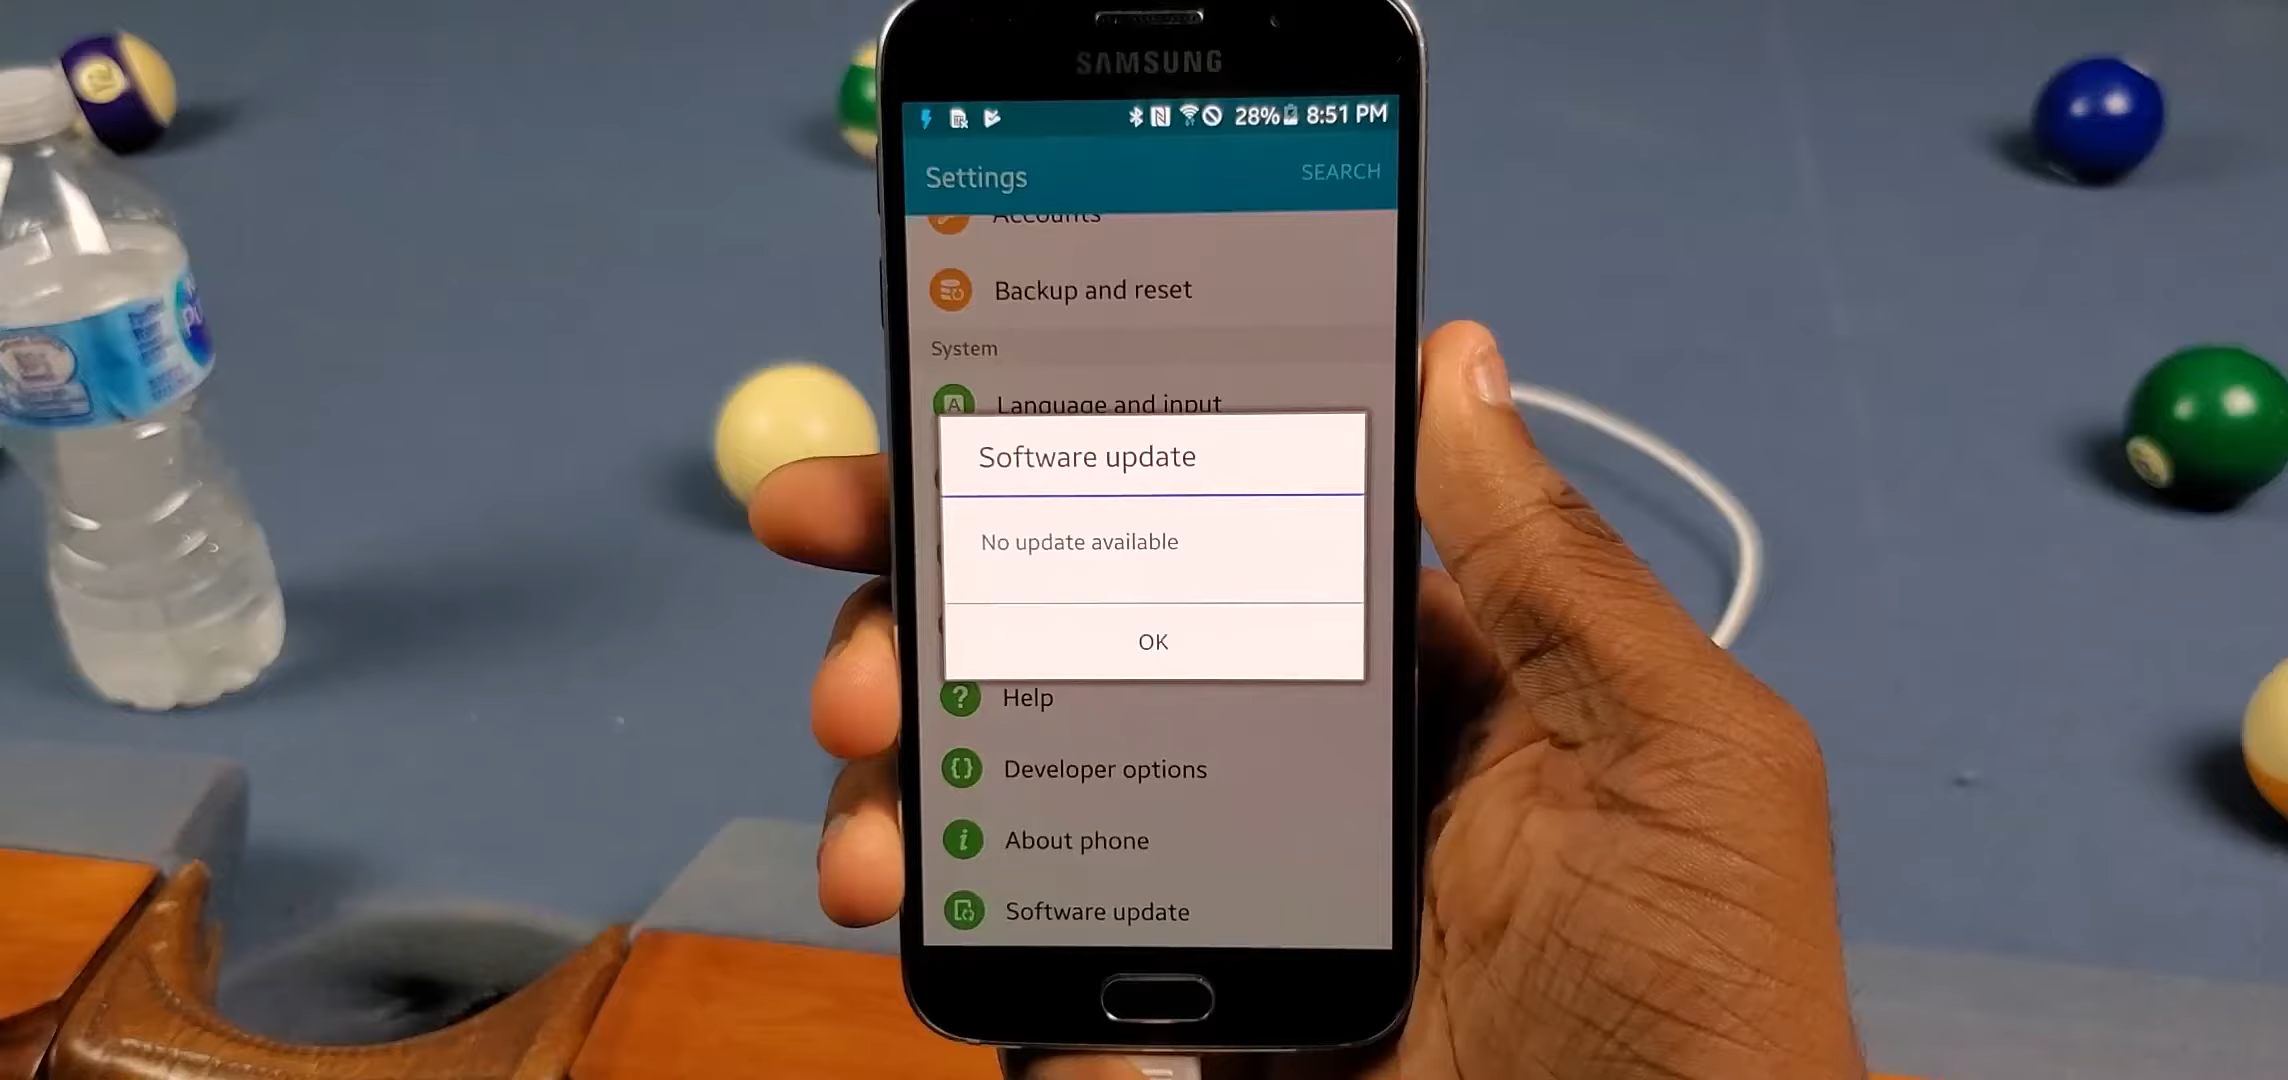 SAMSUNG
28% 8:51 PM
Settings
SEARCH
Accounts
Backup and reset
System
A
Language and input
Software update
No update available
OK
? Help
{} Developer options
i About phone
Software update